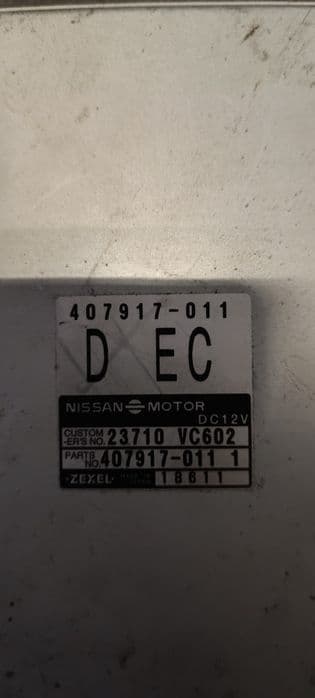 407917-011
D EC
NISSAN MOTOR
DC12V
CUSTOM
-ER'S NO. 23710 VC602
PARTS
NO. 407917-011 1
ZEXEL 18611